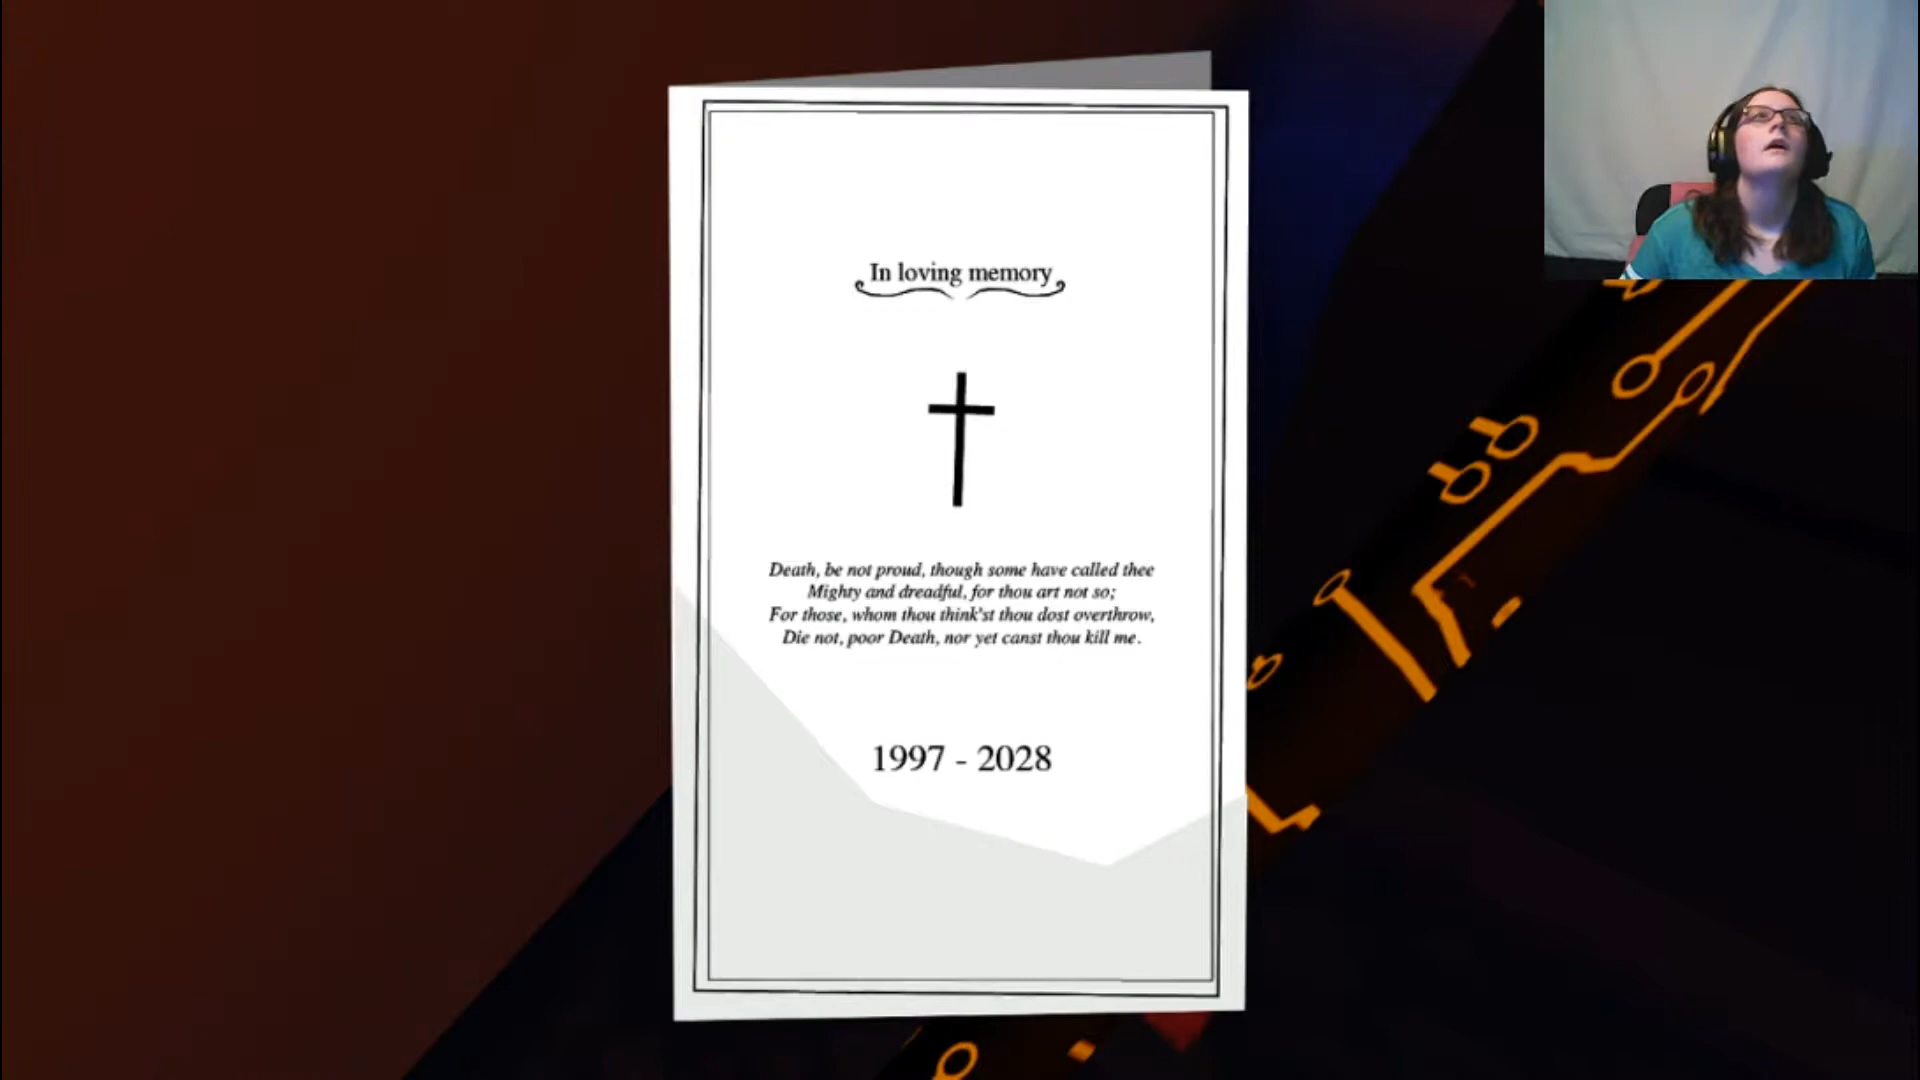 In loving memory
Death, be not proud, though some have called thee
Mighty and dreadful, for thou art not so;
For those, whom thou think'st thou dost overthrow,
Die not, poor Death, nor yet canst thou kill me.
1997 - 2028